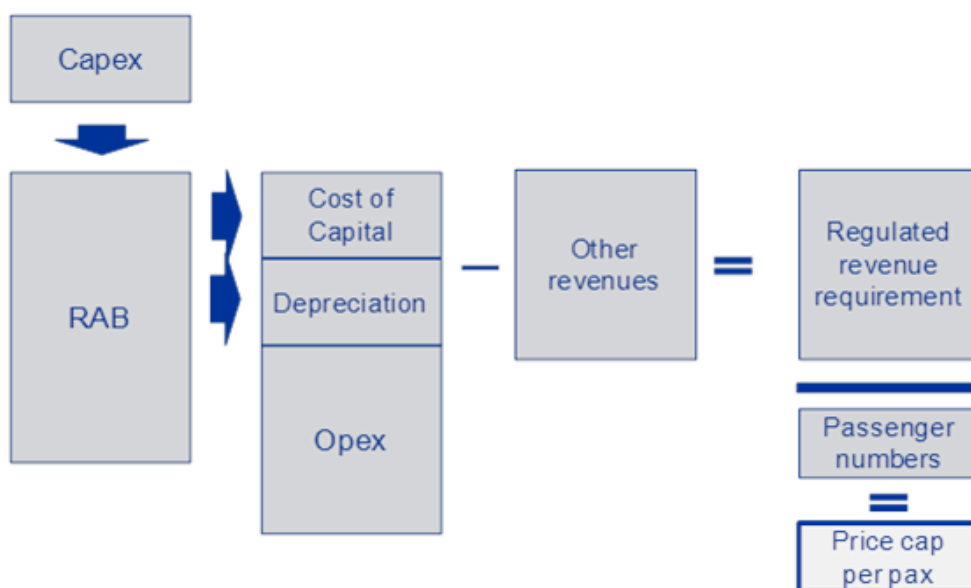 Capex
RAB
Cost of
Capital
Depreciation
Opex
—
Other
revenues
=
Regulated
revenue
requirement
Passenger
numbers
=
Price cap
per pax